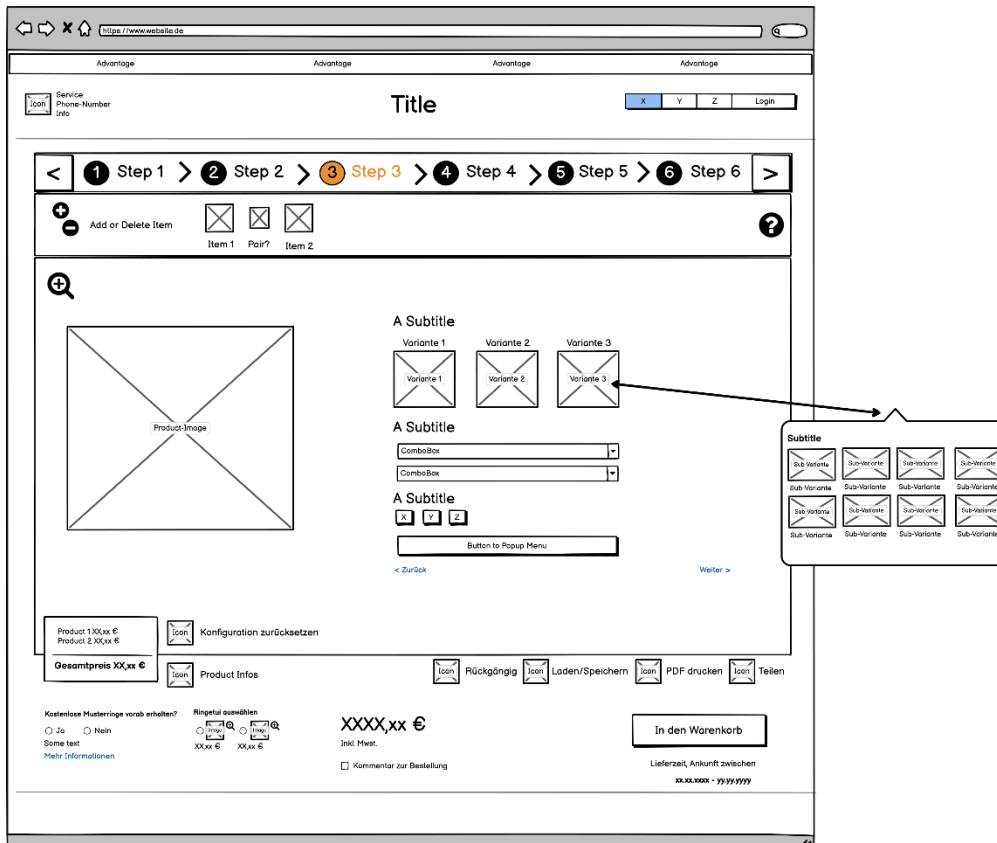 https://www.website.de
Advantage Advantage Advantage Advantage
Icon
Service
Phone-Number
Info
Title
X Y Z Login
< 1 Step 1 2 Step 2 3 Step 3 4 Step 4 5 Step 5 6 Step 6 >
Add or Delete Item
Item 1 Pair? Item 2
?
Product-Image
A Subtitle
Variante 1 Variante 2 Variante 3
Variante 1 Variante 2 Variante 3
A Subtitle
ComboBox
ComboBox
A Subtitle
X Y Z
Button to Popup Menu
< Zurück Weiter >
Subtitle
Sub-Variante Sub-Variante Sub-Variante Sub-Variante
Sub-Variante Sub-Variante Sub-Variante Sub-Variante
Sub-Variante Sub-Variante Sub-Variante Sub-Variante
Sub-Variante Sub-Variante Sub-Variante Sub-Variante
Product 1 XX,xx €
Product 2 XX,xx €
Gesamtpreis XX,xx €
Icon Konfiguration zurücksetzen
Icon Product Infos
Icon Rückgängig Icon Laden/Speichern Icon PDF drucken Icon Teilen
Kostenlose Musterringe vorab erhalten?
Ja Nein
Some text
Mehr Informationen
Ringetui auswählen
Image Image
XX,xx € XX,xx €
XXXX,xx €
Inkl. Mwst.
Kommentar zur Bestellung
In den Warenkorb
Lieferzeit, Ankunft zwischen
xx.xx.xxxx - yy.yy.yyyy